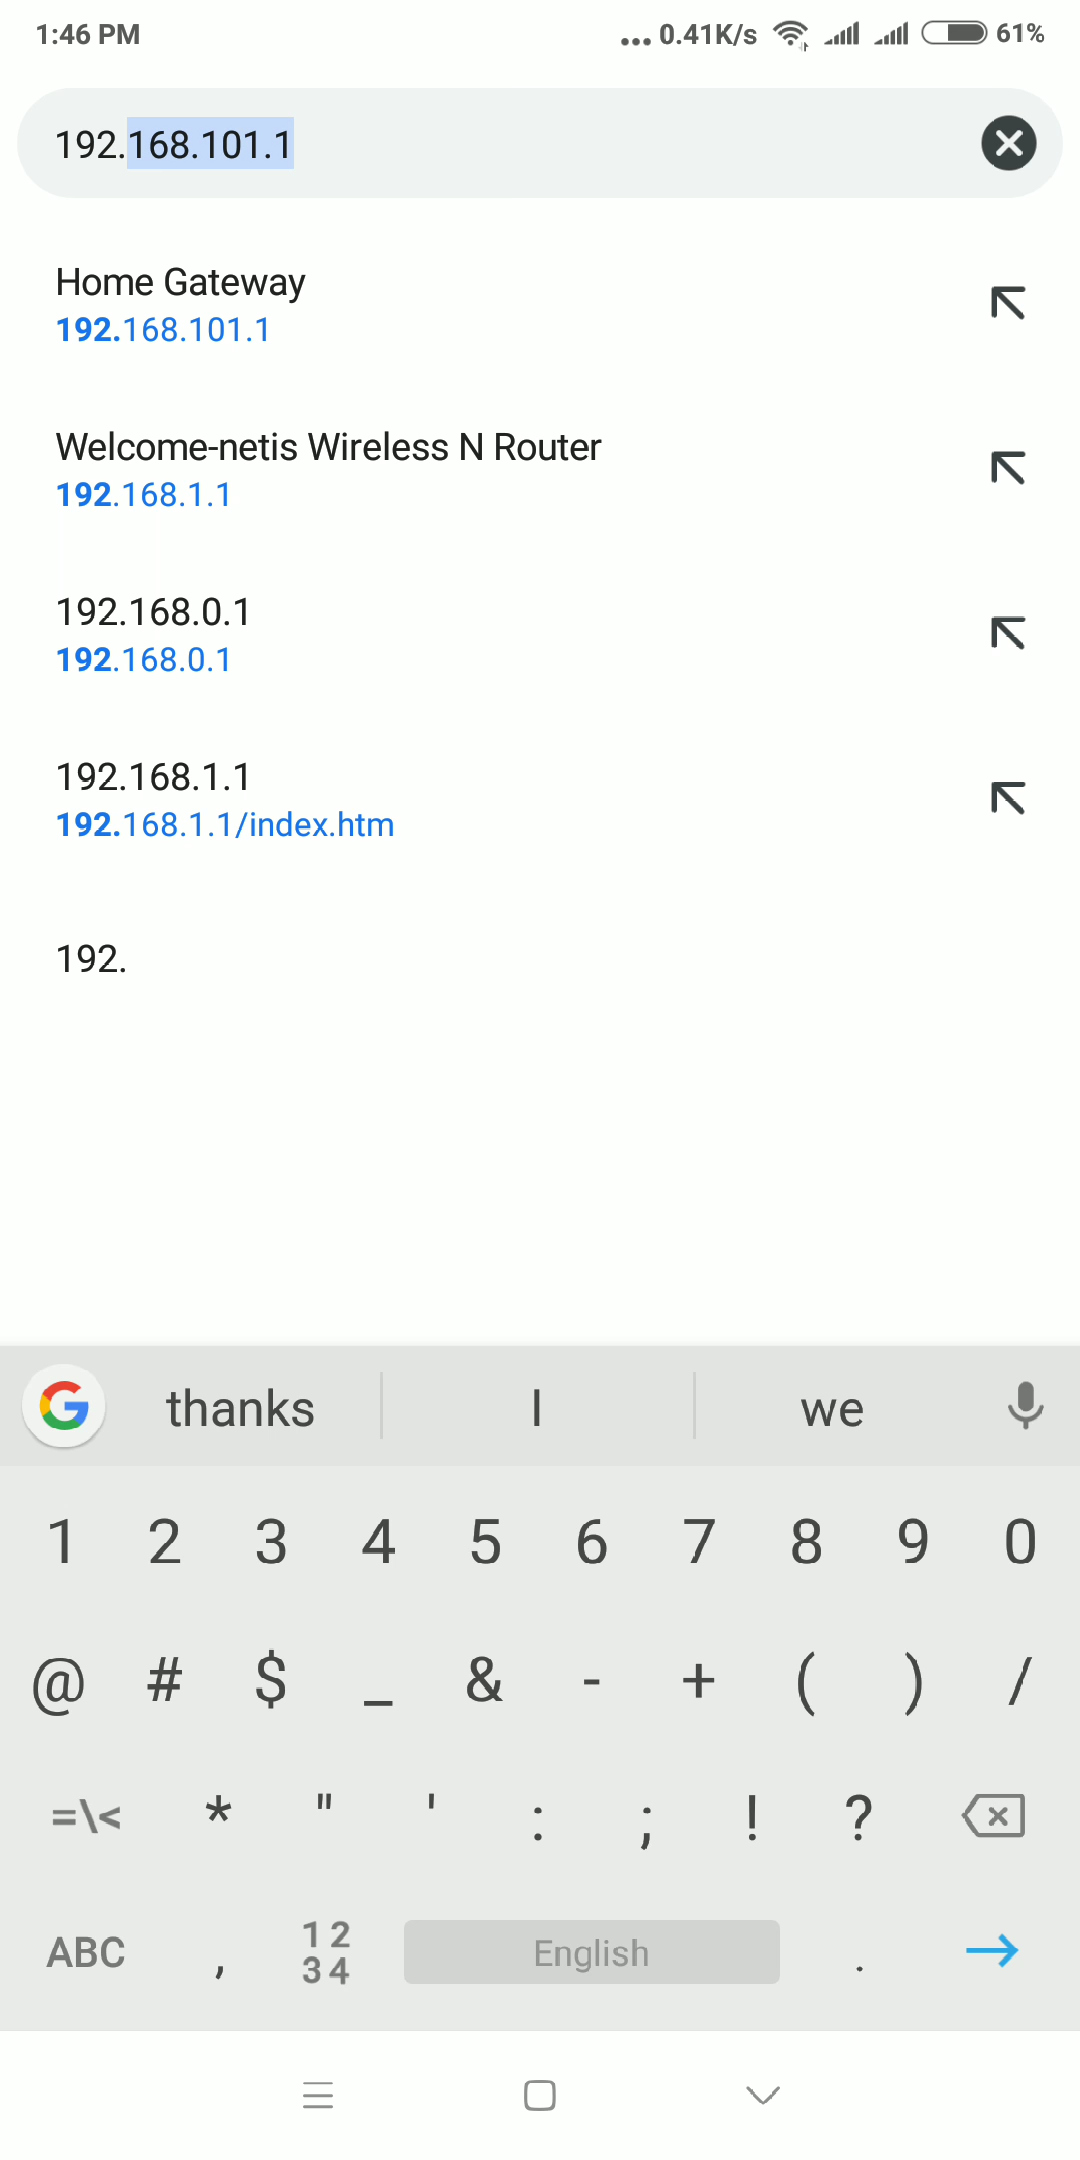 1:46 PM
... 0.41K/s 61%
192.168.101.1
Home Gateway
192.168.101.1
Welcome-netis Wireless N Router
192.168.1.1
192.168.0.1
192.168.0.1
192.168.1.1
192.168.1.1/index.htm
192.
G thanks I we
1 2 3 4 5 6 7 8 9 0
@ # $ _ & - + ( ) /
=\< * " ' : ; ! ?
ABC , 12 34 English .